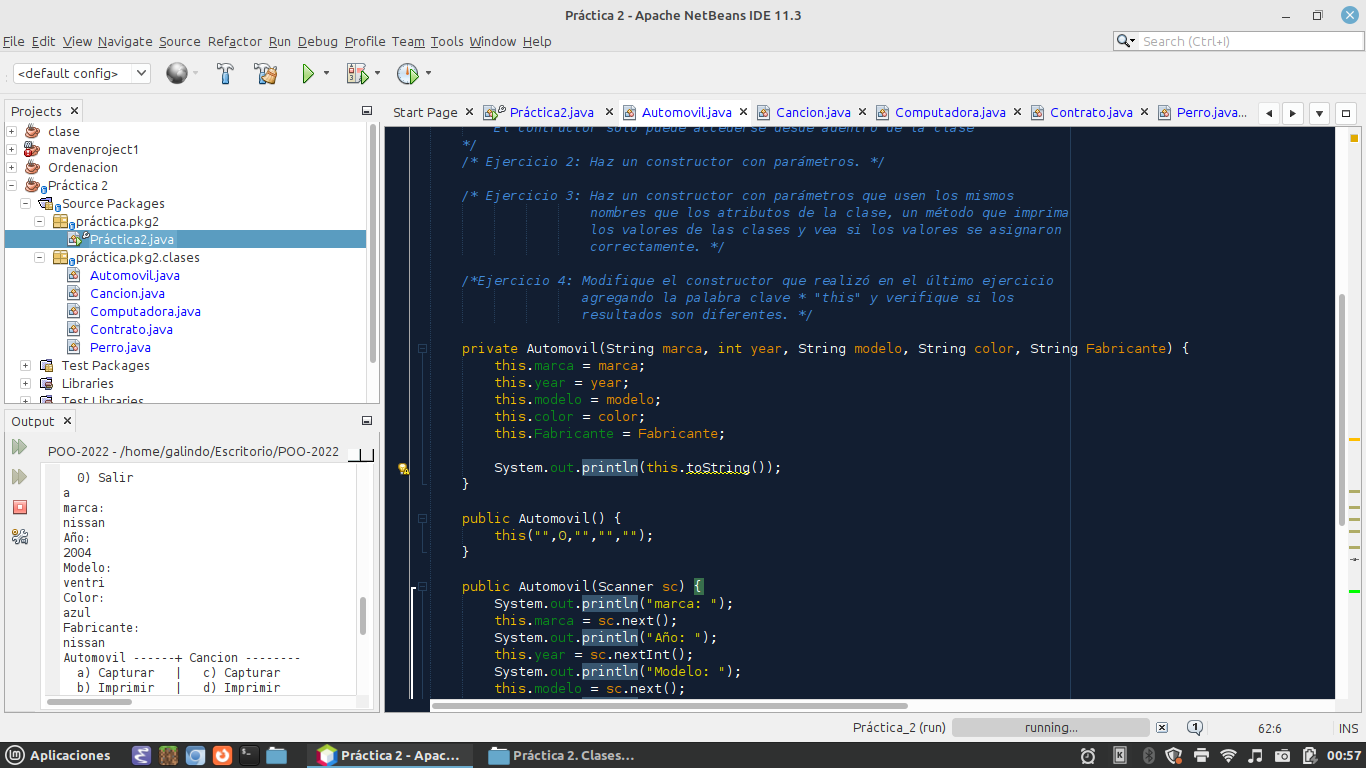 Práctica 2 - Apache NetBeans IDE 11.3
File Edit View Navigate Source Refactor Run Debug Profile Team Tools Window Help
Search (Ctrl+I)
<default config>
Projects
clase
mavenproject1
Ordenacion
Práctica 2
Source Packages
práctica.pkg2
Práctica2.java
práctica.pkg2.clases
Automovil.java
Cancion.java
Computadora.java
Contrato.java
Perro.java
Test Packages
Libraries
Test Libraries
Output
POO-2022 - /home/galindo/Escritorio/POO-2022
0) Salir
a
marca:
nissan
Año:
2004
Modelo:
ventri
Color:
azul
Fabricante:
nissan
Automovil ------+ Cancion --------
a) Capturar | c) Capturar
b) Imprimir | d) Imprimir
Start Page Práctica2.java Automovil.java Cancion.java Computadora.java Contrato.java Perro.java...
El contructor solo puede accederse desde adentro de la clase
*/
/* Ejercicio 2: Haz un constructor con parámetros. */
/* Ejercicio 3: Haz un constructor con parámetros que usen los mismos
nombres que los atributos de la clase, un método que imprima
los valores de las clases y vea si los valores se asignaron
correctamente. */
/*Ejercicio 4: Modifique el constructor que realizó en el último ejercicio
agregando la palabra clave * "this" y verifique si los
resultados son diferentes. */
private Automovil(String marca, int year, String modelo, String color, String Fabricante) {
this.marca = marca;
this.year = year;
this.modelo = modelo;
this.color = color;
this.Fabricante = Fabricante;
System.out.println(this.toString());
}
public Automovil() {
this("",0,"","","");
}
public Automovil(Scanner sc) {
System.out.println("marca: ");
this.marca = sc.next();
System.out.println("Año: ");
this.year = sc.nextInt();
System.out.println("Modelo: ");
this.modelo = sc.next();
Práctica_2 (run) running... 1 62:6 INS
Aplicaciones Práctica 2 - Apac... Práctica 2. Clases... 00:57